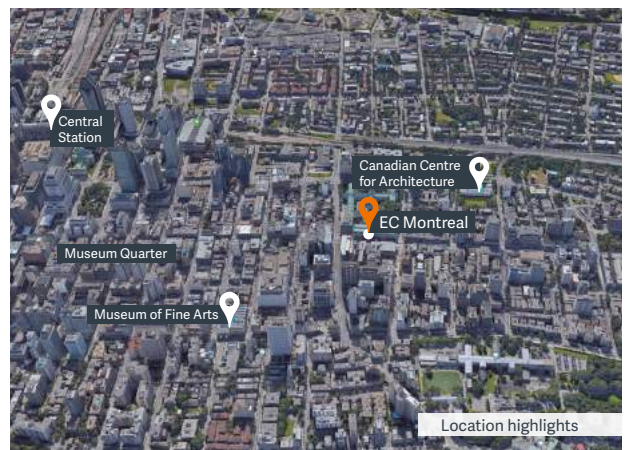 Central
Station
Canadian Centre
for Architecture
EC Montreal
Museum Quarter
Museum of Fine Arts
Location highlights